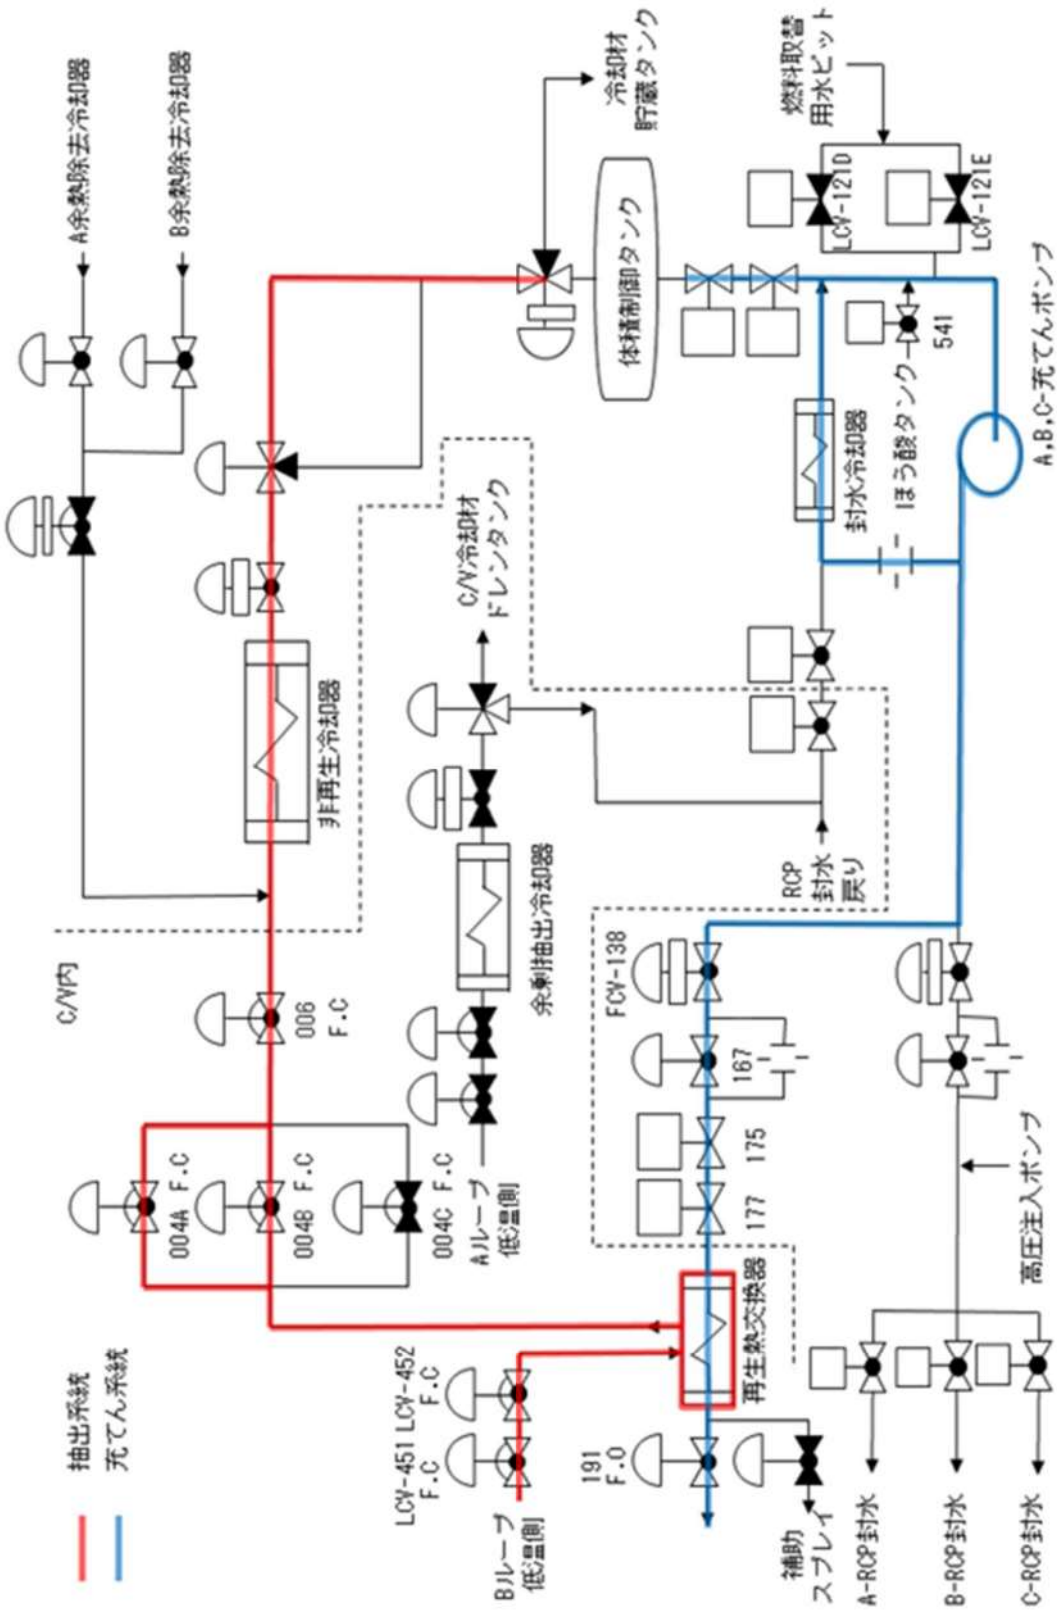 抽出系統
充てん系統
A余熱除去冷却器
B余熱除去冷却器
C/V内
004A F.C
004B F.C
004C F.C
006
F.C
非再生冷却器
冷却材
貯蔵タンク
体積制御タンク
燃料取替
用水ピット
LCV-121D
LCV-121E
LCV-451 LCV-452
F.C
F.C
Bループ
低温側
Aループ
低温側
余剰抽出冷却器
C/V冷却材
ドレンタンク
封水冷却器
ほう酸タンク
541
A,B,C-充てんポンプ
RCP
封水
戻り
FCV-138
167
175
177
再生熱交換器
191
F.O
補助
スプレイ
高圧注入ポンプ
A-RCP封水
B-RCP封水
C-RCP封水